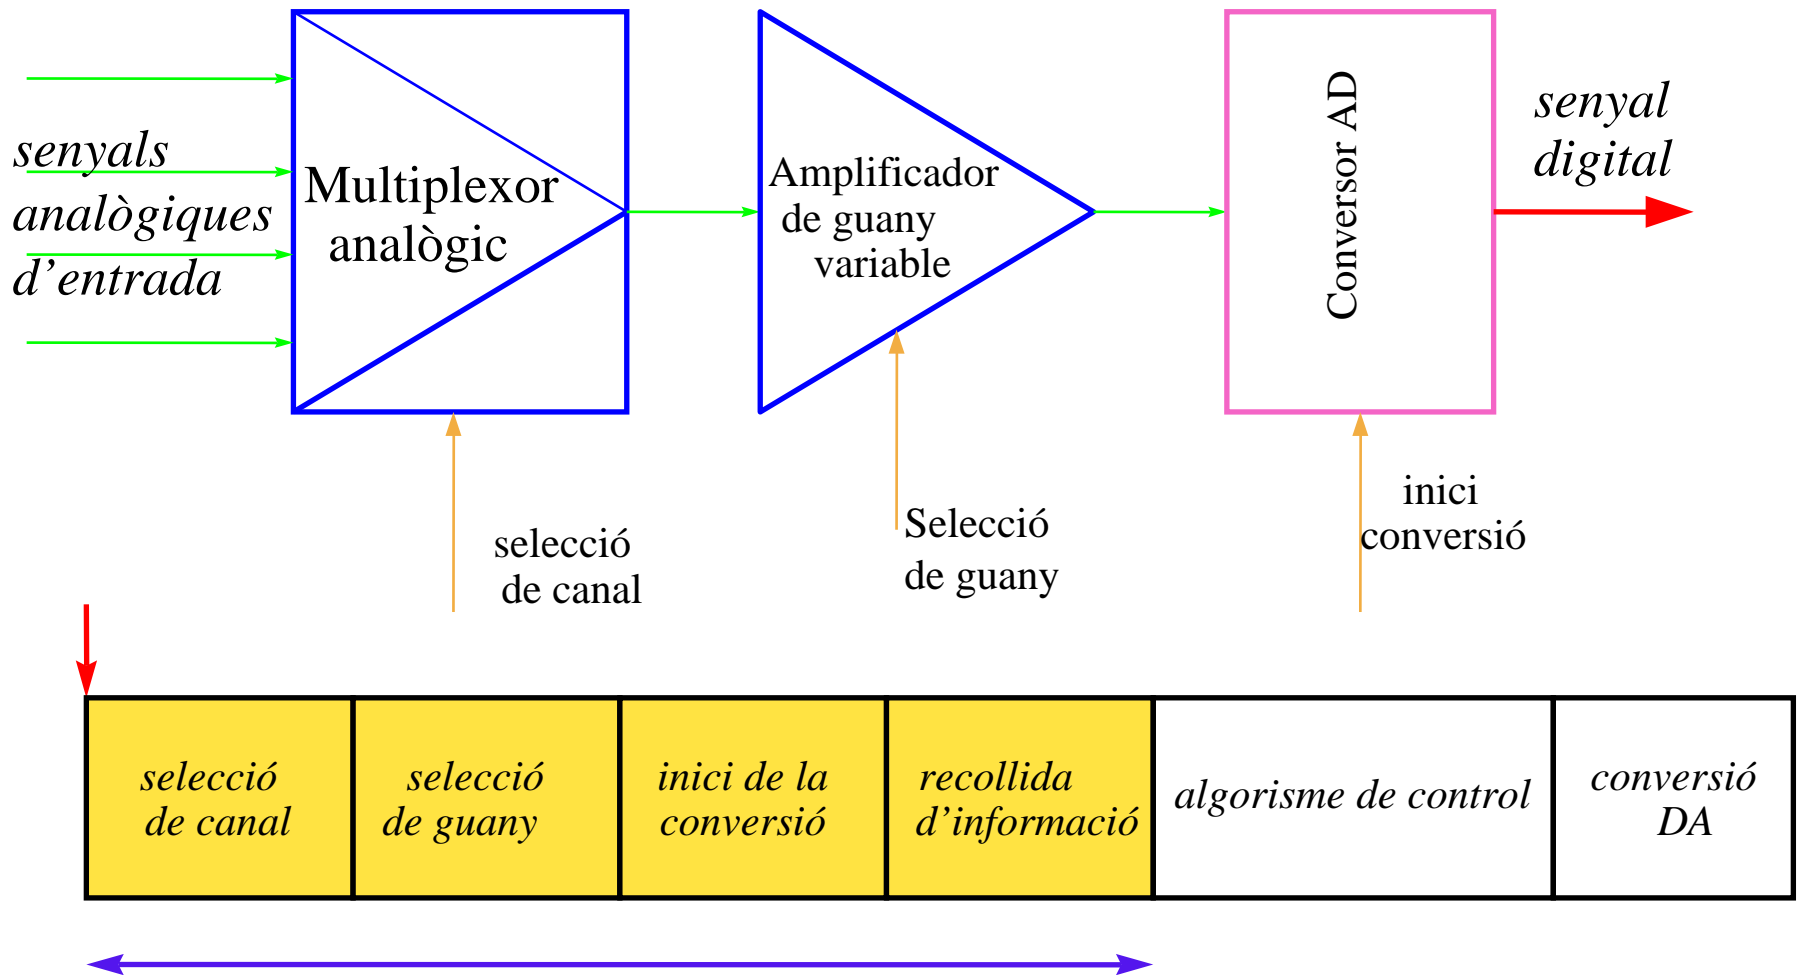 senyals
analògiques
d’entrada
Multiplexor
analògic
Amplificador
de guany
variable
Conversor AD
senyal
digital
selecció
de canal
Selecció
de guany
inici
conversió
selecció
de canal
selecció
de guany
inici de la
conversió
recollida
d’informació
algorisme de control
conversió
DA